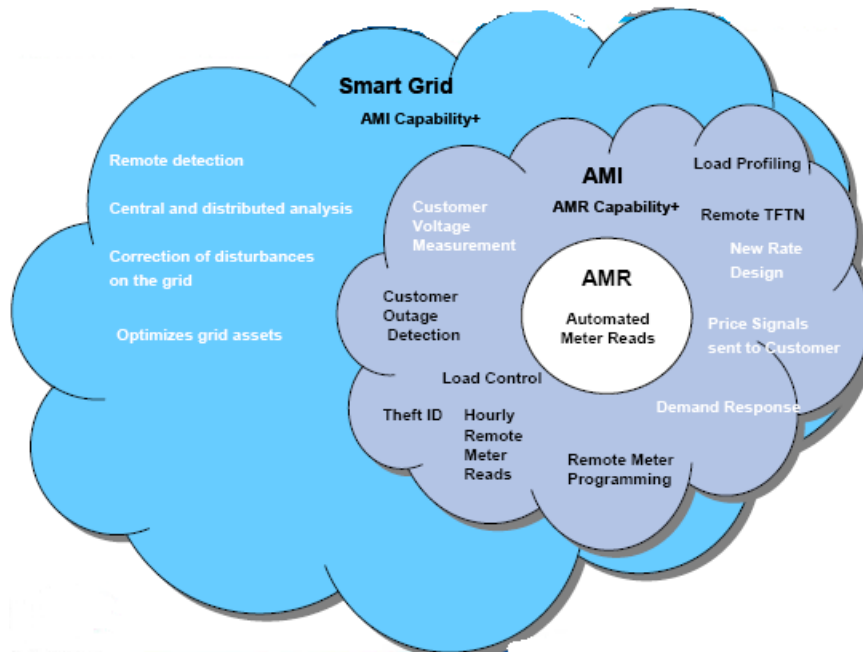 Smart Grid
AMI Capability+
Remote detection
Central and distributed analysis
Correction of disturbances
on the grid
Optimizes grid assets
AMI
AMR Capability+
Load Profiling
Customer
Voltage
Measurement
Remote TFTN
New Rate
Design
AMR
Automated
Meter Reads
Customer
Outage
Detection
Price Signals
sent to Customer
Load Control
Demand Response
Theft ID
Hourly
Remote
Meter
Reads
Remote Meter
Programming